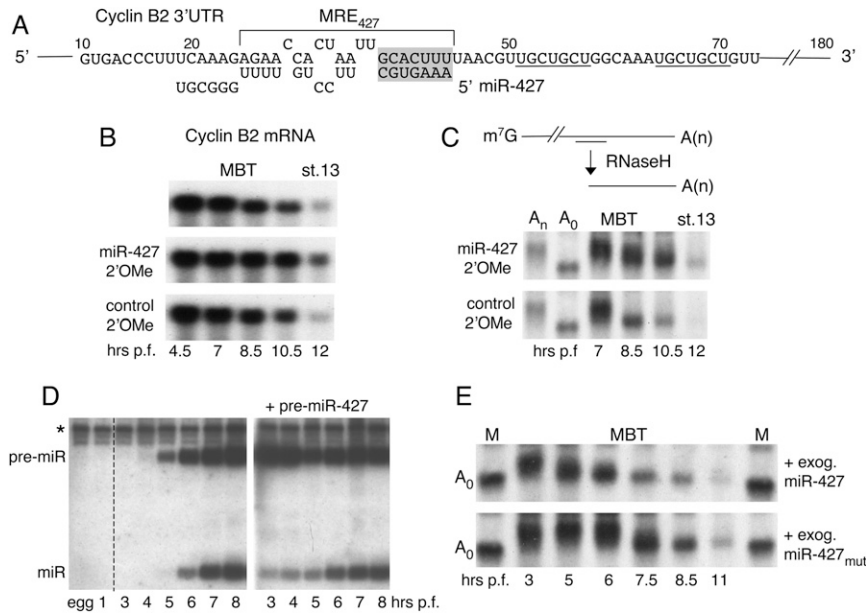 A
Cyclin B2 3'UTR
MRE427
10 20 50 70 180
C CU UU
5' GUGACCCUUUCAAAGAGAA CA AA GCACUUUUAACGUUGCUGCUGGCAAAUGCUGCUGUU 3'
UUUU GU UU CGUGAAA
UGCGGG CC 5' miR-427
B
Cyclin B2 mRNA
MBT st.13
miR-427
2'OMe
control
2'OMe
hrs p.f. 4.5 7 8.5 10.5 12
C
m7G A(n)
RNaseH
A(n)
An A0 MBT st.13
miR-427
2'OMe
control
2'OMe
hrs p.f 7 8.5 10.5 12
D
+ pre-miR-427
*
pre-miR
miR
egg 1 3 4 5 6 7 8 3 4 5 6 7 8 hrs p.f.
E
M MBT M
A0
+ exog.
miR-427
A0
+ exog.
miR-427mut
hrs p.f. 3 5 6 7.5 8.5 11